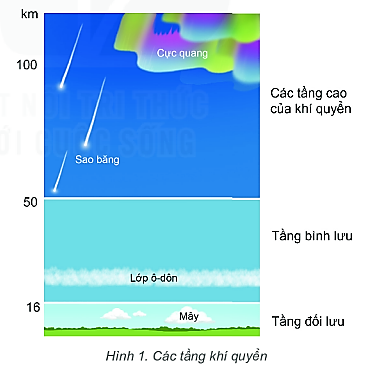 km
Cực quang
100
Các tầng cao
của khí quyển
Sao băng
50
Tầng bình lưu
Lớp ô-dôn
16
Mây
Tầng đối lưu
Hình 1. Các tầng khí quyển